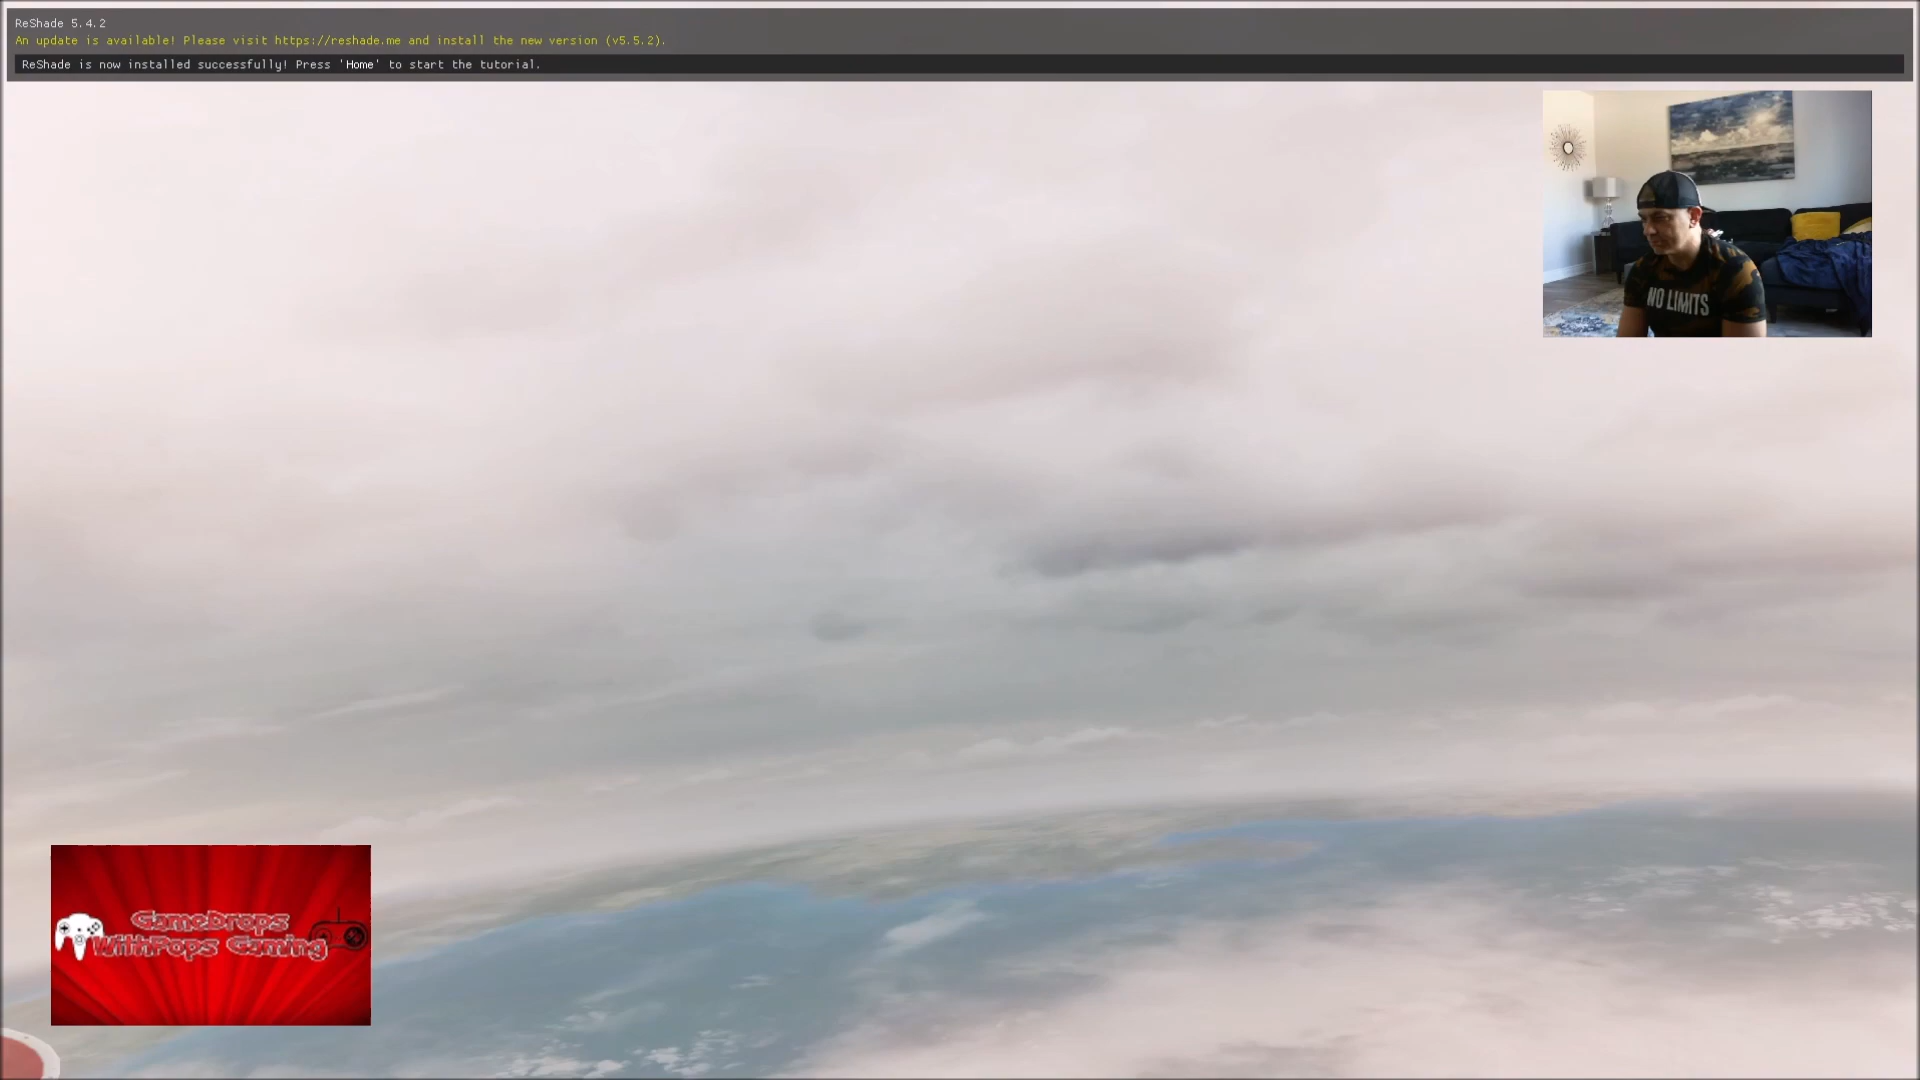 ReShade 5.4.2
An update is available! Please visit https://reshade.me and install the new version (v5.5.2).
ReShade is now installed successfully! Press 'Home' to start the tutorial.
NO LIMITS
GameDrops
WithPops Gaming